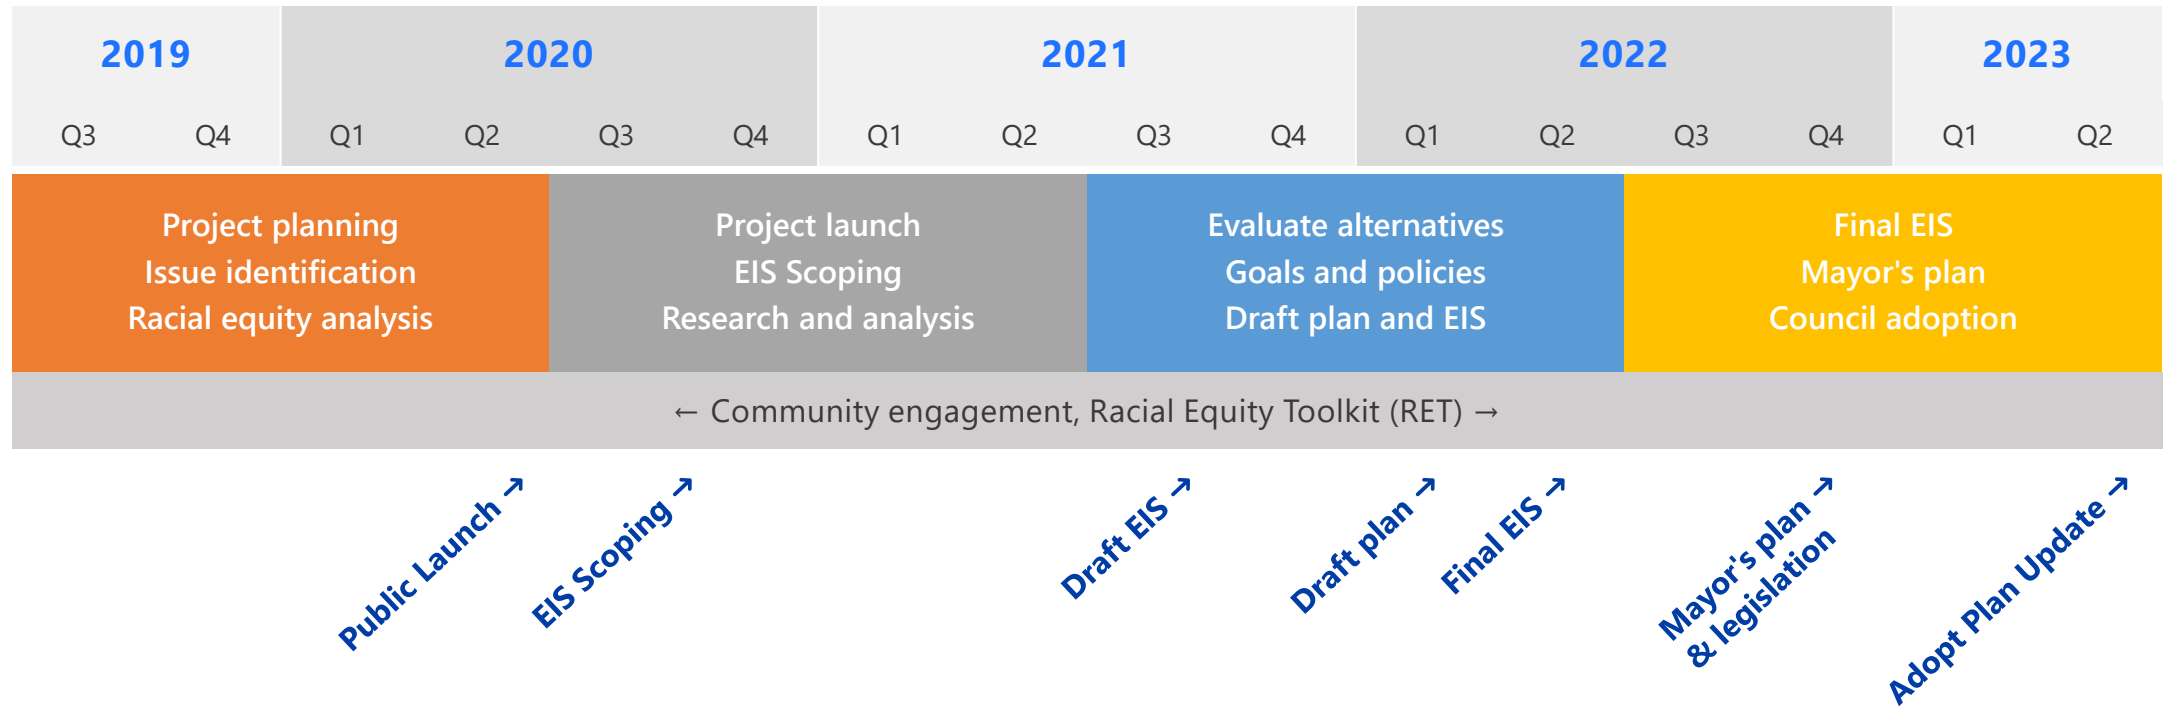 2019 2020 2021 2022 2023
Q3 Q4 Q1 Q2 Q3 Q4 Q1 Q2 Q3 Q4 Q1 Q2 Q3 Q4 Q1 Q2
Project planning
Issue identification
Racial equity analysis
Project launch
EIS Scoping
Research and analysis
Evaluate alternatives
Goals and policies
Draft plan and EIS
Final EIS
Mayor's plan
Council adoption
← Community engagement, Racial Equity Toolkit (RET) →
Public Launch →
EIS Scoping →
Draft EIS →
Draft plan →
Final EIS →
Mayor's plan →
& legislation
Adopt Plan Update →